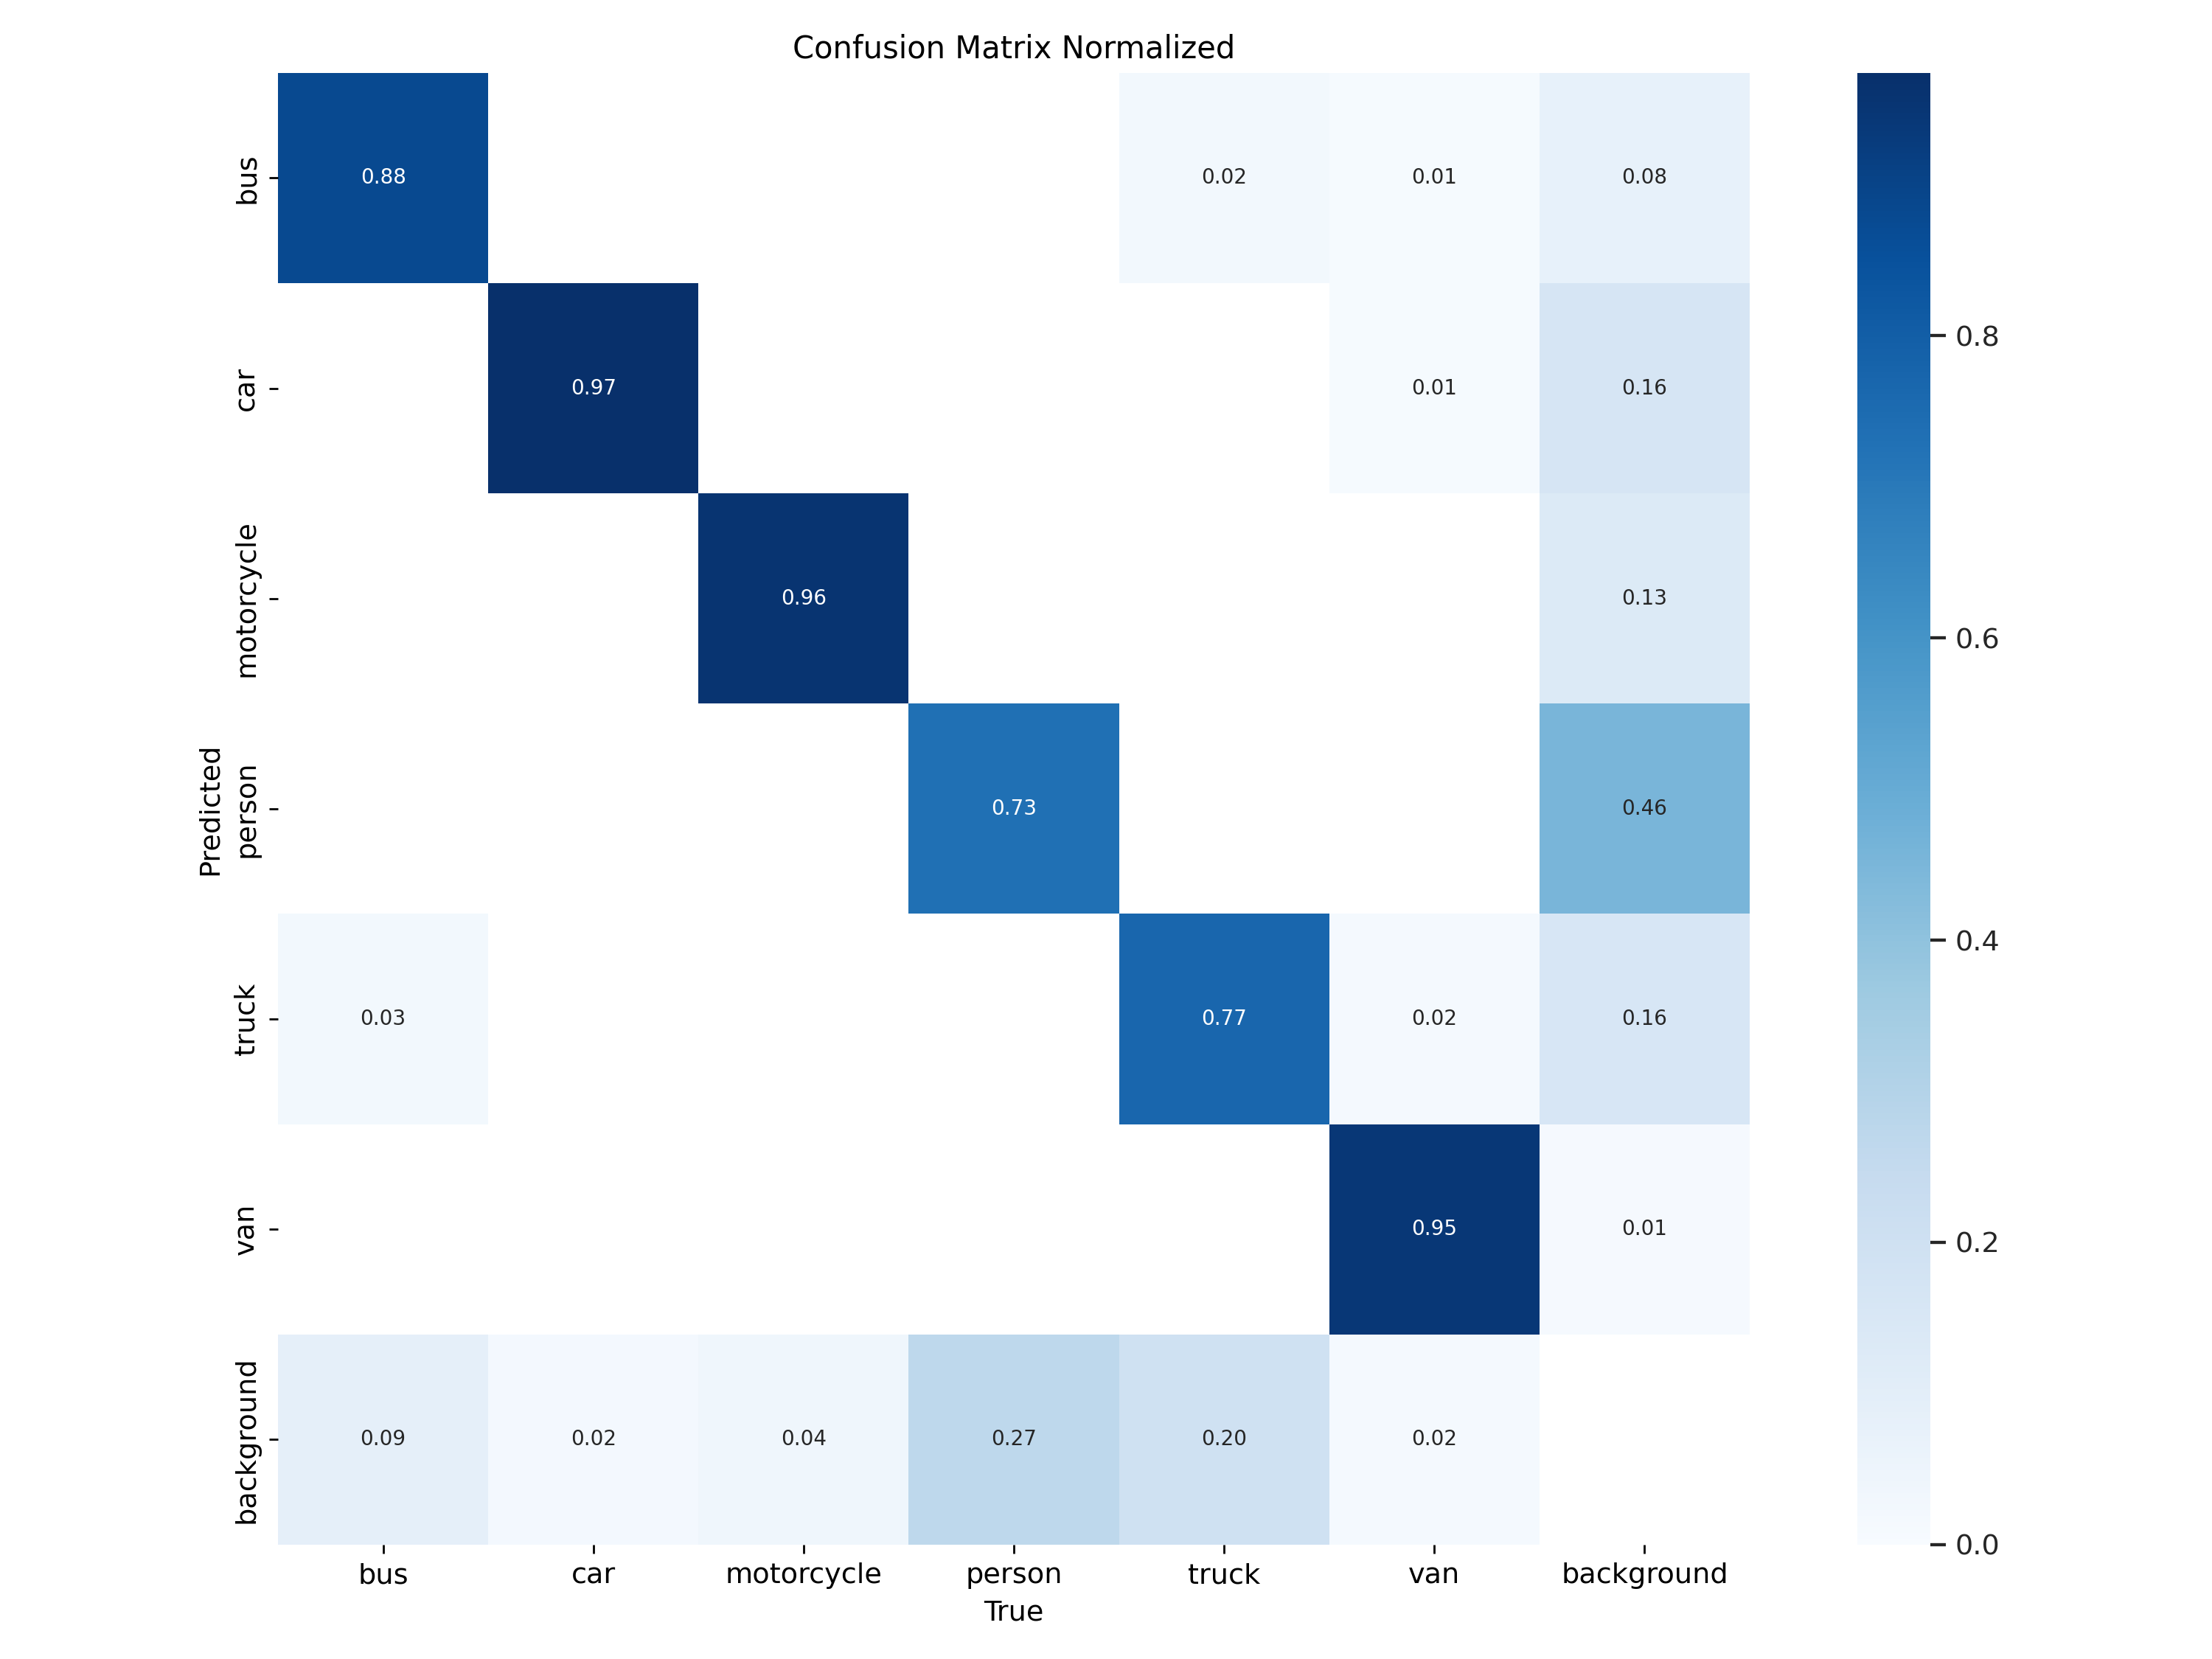 Confusion Matrix Normalized
Predicted
bus 0.88 0.02 0.01 0.08
car 0.97 0.01 0.16
motorcycle 0.96 0.13
person 0.73 0.46
truck 0.03 0.77 0.02 0.16
van 0.95 0.01
background 0.09 0.02 0.04 0.27 0.20 0.02
bus car motorcycle person truck van background
True
0.8
0.6
0.4
0.2
0.0